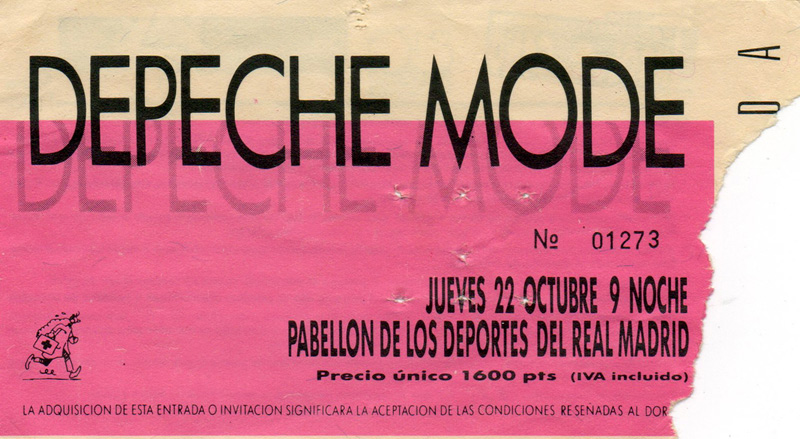 DEPECHE MODE
DA
Nº 01273
JUEVES 22 OCTUBRE 9 NOCHE
PABELLON DE LOS DEPORTES DEL REAL MADRID
Precio único 1600 pts (IVA incluido)
LA ADQUISICION DE ESTA ENTRADA O INVITACION SIGNIFICARA LA ACEPTACION DE LAS CONDICIONES RESEÑADAS AL DOR